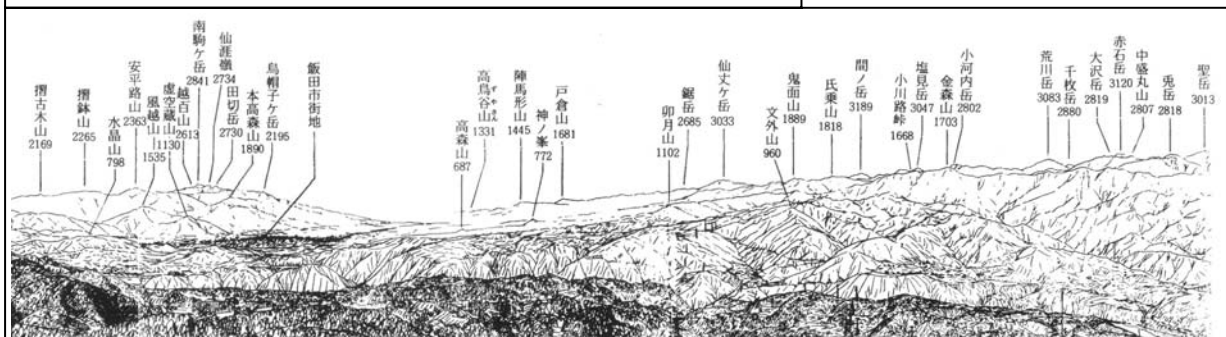 摺古木山 2169
摺鉢山 2265
水晶山 798
安平路山 2363
風越山 1535
虚空蔵山 1130
越百山 2613
南駒ケ岳 2841
仙涯嶺 2734
田切岳 2730
本高森山 1890
烏帽子ケ岳 2195
飯田市街地
高森山 687
高烏谷山 1331
陣馬形山 1445
神ノ峯 772
戸倉山 1681
卯月山 1102
鋸岳 2685
仙丈ケ岳 3033
文外山 960
鬼面山 1889
氏乗山 1818
間ノ岳 3189
小川路峠 1668
塩見岳 3047
金森山 1703
小河内岳 2802
荒川岳 3083
千枚岳 2880
大沢岳 2819
赤石岳 3120
中盛丸山 2807
兎岳 2818
聖岳 3013